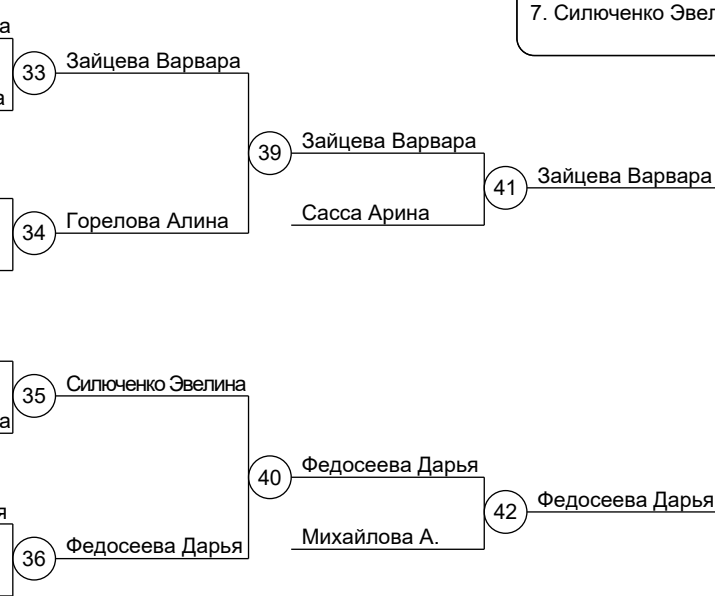 7. Силюченко Эвел
а
33
Зайцева Варвара
а
39
Зайцева Варвара
41
Зайцева Варвара
34
Горелова Алина
Сасса Арина
35
Силюченко Эвелина
а
40
Федосеева Дарья
42
Федосеева Дарья
я
36
Федосеева Дарья
Михайлова А.